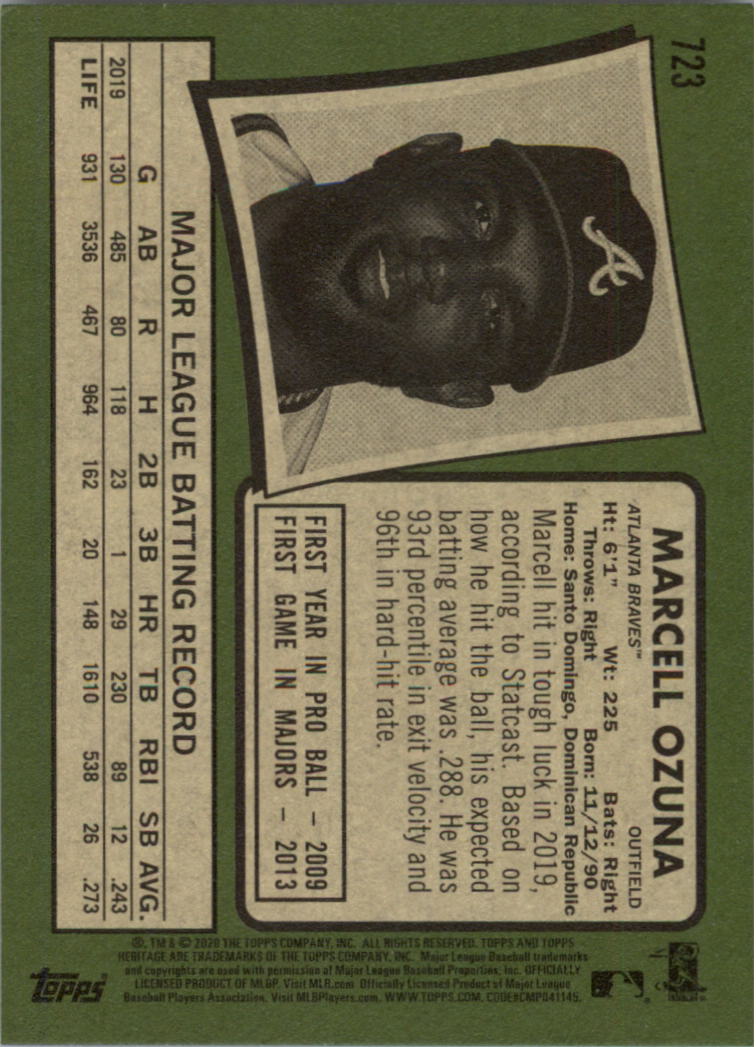 723
MARCELL OZUNA
ATLANTA BRAVES™ OUTFIELD
Ht: 6'1" Wt: 225 Bats: Right
Throws: Right Born: 11/12/90
Home: Santo Domingo, Dominican Republic
Marcell hit in tough luck in 2019,
according to Statcast. Based on
how he hit the ball, his expected
batting average was .288. He was
93rd percentile in exit velocity and
96th in hard-hit rate.
FIRST YEAR IN PRO BALL – 2009
FIRST GAME IN MAJORS – 2013
A
MAJOR LEAGUE BATTING RECORD
G AB R H 2B 3B HR TB RBI SB AVG.
2019 130 485 80 118 23 1 29 230 89 12 .243
LIFE 931 3536 467 964 162 20 148 1610 538 26 .273
®, TM & © 2020 THE TOPPS COMPANY, INC. ALL RIGHTS RESERVED. TOPPS AND TOPPS
HERITAGE ARE TRADEMARKS OF THE TOPPS COMPANY, INC. Major League Baseball trademarks
and copyrights are used with permission of Major League Baseball Properties, Inc. OFFICIALLY
LICENSED PRODUCT OF MLBP. Visit MLB.com Officially Licensed Product of Major League
Baseball Players Association. Visit MLBPlayers.com. WWW.TOPPS.COM. CODE#CMP041145.
topps®